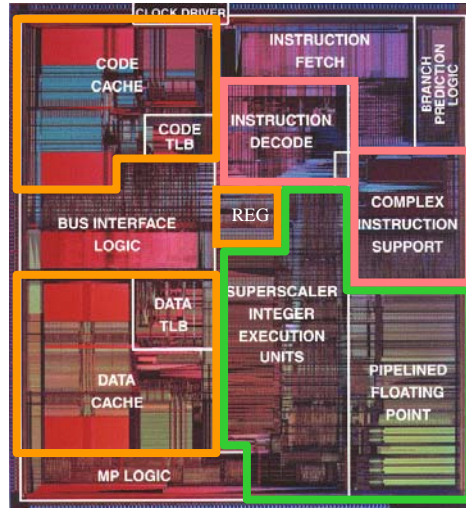 CLOCK DRIVER
CODE
CACHE
INSTRUCTION
FETCH
BRANCH
PREDICTION
LOGIC
CODE
TLB
INSTRUCTION
DECODE
BUS INTERFACE
LOGIC
REG
COMPLEX
INSTRUCTION
SUPPORT
DATA
TLB
SUPERSCALER
INTEGER
EXECUTION
UNITS
DATA
CACHE
PIPELINED
FLOATING
POINT
MP LOGIC